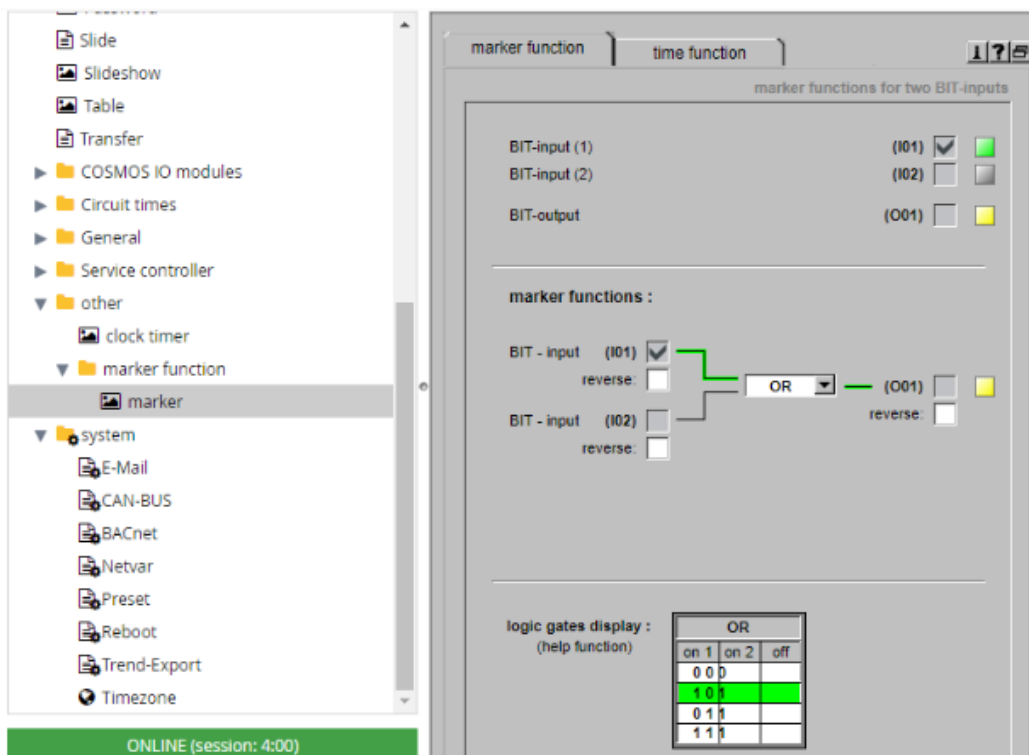 Slide
Slideshow
Table
Transfer
COSMOS IO modules
Circuit times
General
Service controller
other
clock timer
marker function
marker
system
E-Mail
CAN-BUS
BACnet
Netvar
Preset
Reboot
Trend-Export
Timezone
ONLINE (session: 4:00)
marker function
time function
marker functions for two BIT-inputs
BIT-input (1) (I01)
BIT-input (2) (I02)
BIT-output (O01)
marker functions :
BIT - input (I01)
reverse:
OR
(O01)
reverse:
BIT - input (I02)
reverse:
logic gates display :
(help function)
OR
on 1 on 2 off
0 0 0
1 0 1
0 1 1
1 1 1